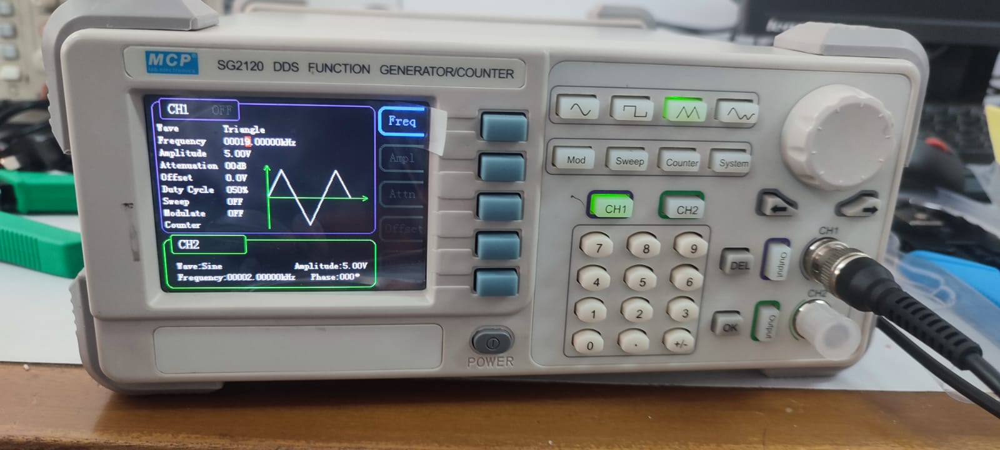 MCP®
lab electronics
SG2120 DDS FUNCTION GENERATOR/COUNTER
CH1 OFF
Wave Triangle
Frequency 00019.00000kHz
Amplitude 5.00V
Attenuation 00dB
Offset 0.0V
Duty Cycle 050%
Sweep OFF
Modulate OFF
Counter
Freq
Ampl
Attn
Offset
CH2
Wave:Sine Amplitude:5.00V
Frequency:00002.00000kHz Phase:000°
POWER
Mod Sweep Counter System
CH1 CH2
7 8 9
4 5 6
1 2 3
0 . +/-
DEL
OK
Output
Output
CH1
CH2